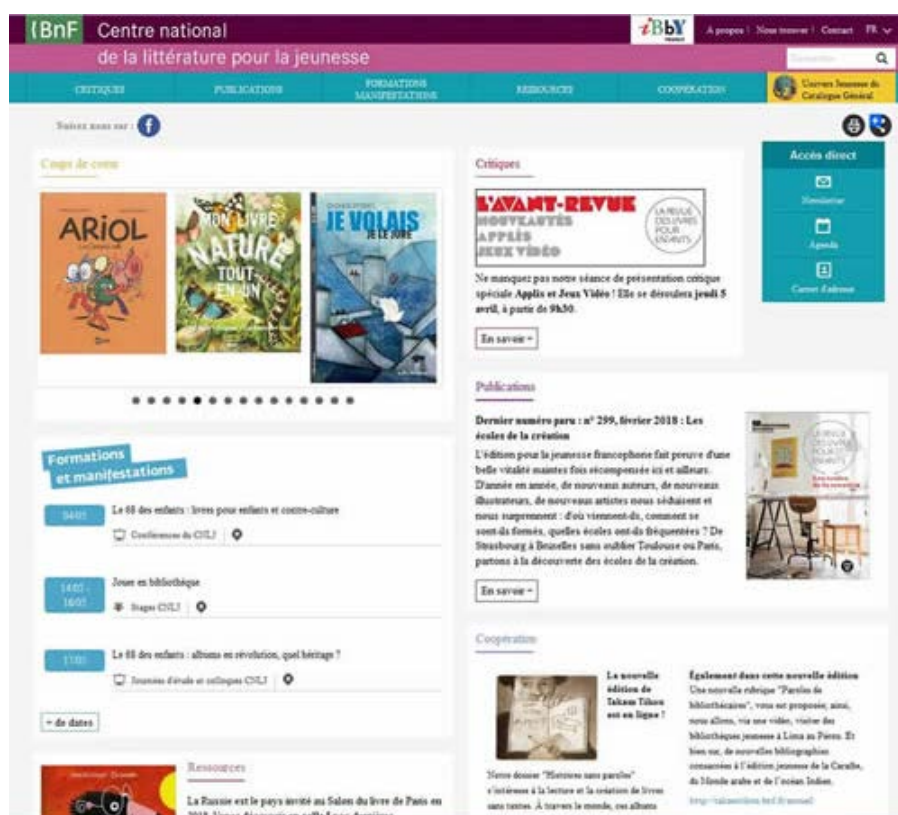 {BnF Centre national
de la littérature pour la jeunesse
iBbY
A propos | Nous trouver | Contact FR
CRITIQUES
PUBLICATIONS
FORMATIONS
MANIFESTATIONS
RESSOURCES
COOPÉRATION
Univers Jeunesse du
Catalogue Général
Suivez nous sur :
Coups de coeur
ARiOL
MON LIVRE
NATURE
TOUT-
EN-UN
JE VOLAIS
JE LE JURE
Formations
et manifestations
04/05
Le 68 des enfants : livres pour enfants et contre-culture
Conférences du CNLJ
14/05 -
16/05
Jouer en bibliothèque
Stages CNLJ
17/05
Le 68 des enfants : albums en révolution, quel héritage ?
Journées d'étude et colloques CNLJ
+ de dates
Ressources
La Russie est le pays invité au Salon du livre de Paris en
Critiques
L'AVANT-REVUE
NOUVEAUTÉS
APPLIS
JEUX VIDÉO
LA REVUE
DES LIVRES
POUR
ENFANTS
Ne manquez pas notre séance de présentation critique
spéciale Applis et Jeux Vidéo ! Elle se déroulera jeudi 5
avril, à partir de 9h30.
En savoir +
Publications
Dernier numéro paru : n° 299, février 2018 : Les
écoles de la création
L'édition pour la jeunesse francophone fait preuve d'une
belle vitalité maintes fois récompensée ici et ailleurs.
D'année en année, de nouveaux auteurs, de nouveaux
illustrateurs, de nouveaux artistes nous séduisent et
nous surprennent : d'où viennent-ils, comment se
sont-ils formés, quelles écoles ont-ils fréquentées ? De
Strasbourg à Bruxelles sans oublier Toulouse ou Paris,
partons à la découverte des écoles de la création.
En savoir +
Coopération
La nouvelle
édition de
Takam Tikou
est en ligne !
Notre dossier "Histoires sans paroles"
s'intéresse à la lecture et la création de livres
sans textes. À travers le monde, ces albums
Également dans cette nouvelle édition
Une nouvelle rubrique "Paroles de
bibliothécaires", vous est proposée; ainsi,
nous allons, via une vidéo, visiter des
bibliothèques jeunesse à Lima au Pérou. Et
bien sur, de nouvelles bibliographies
consacrées à l'édition jeunesse de la Caraïbe,
du Monde arabe et de l'océan Indien.
Accès direct
Newsletter
Agenda
Carnet d'adresses